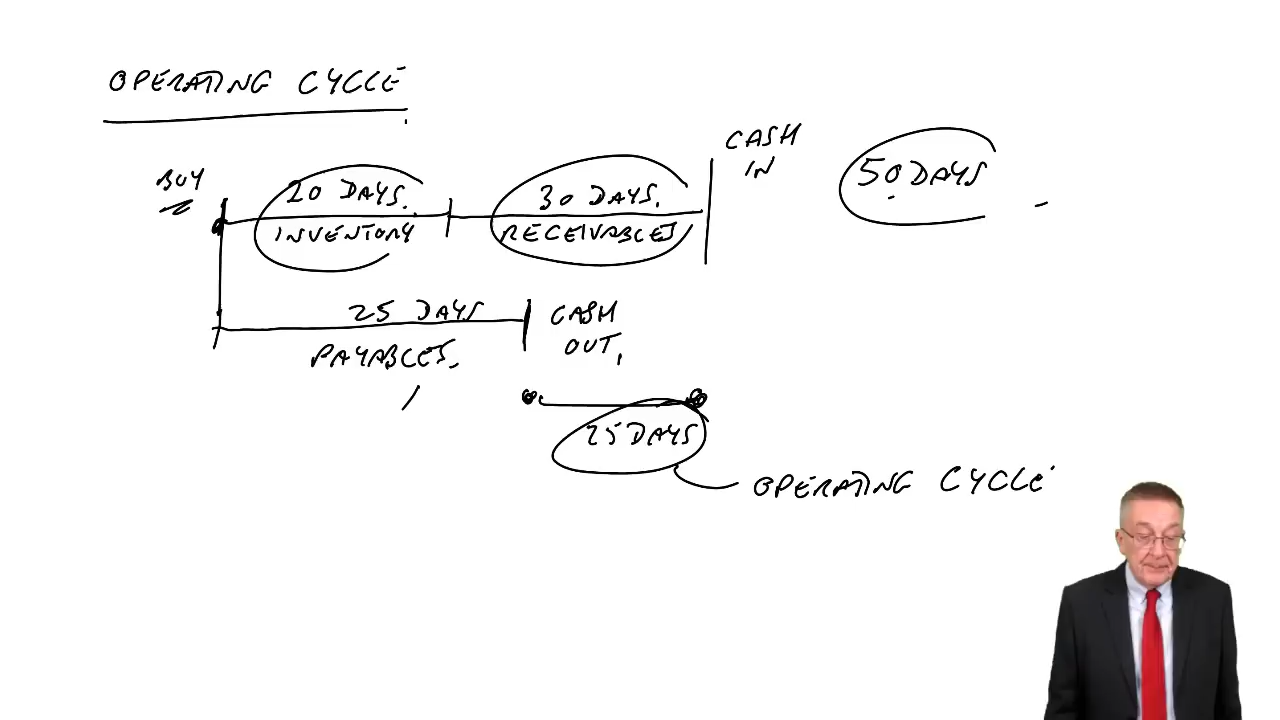 OPERATING CYCLE
BUY
20 DAYS.
INVENTORY
30 DAYS.
RECEIVABLES
CASH
IN
50 DAYS
25 DAYS
PAYABLES.
CASH
OUT,
25 DAYS
OPERATING CYCLE